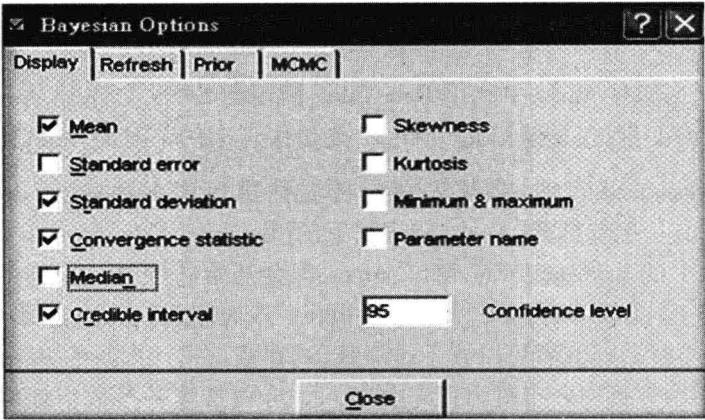 Bayesian Options
Display Refresh Prior MCMC
Mean
Standard error
Standard deviation
Convergence statistic
Median
Credible interval
Skewness
Kurtosis
Minimum & maximum
Parameter name
95 Confidence level
Close